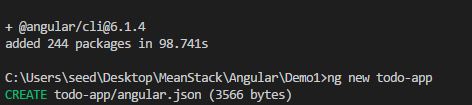 + @angular/cli@6.1.4
added 244 packages in 98.741s
C:\Users\seed\Desktop\MeanStack\Angular\Demo1>ng new todo-app
CREATE todo-app/angular.json (3566 bytes)